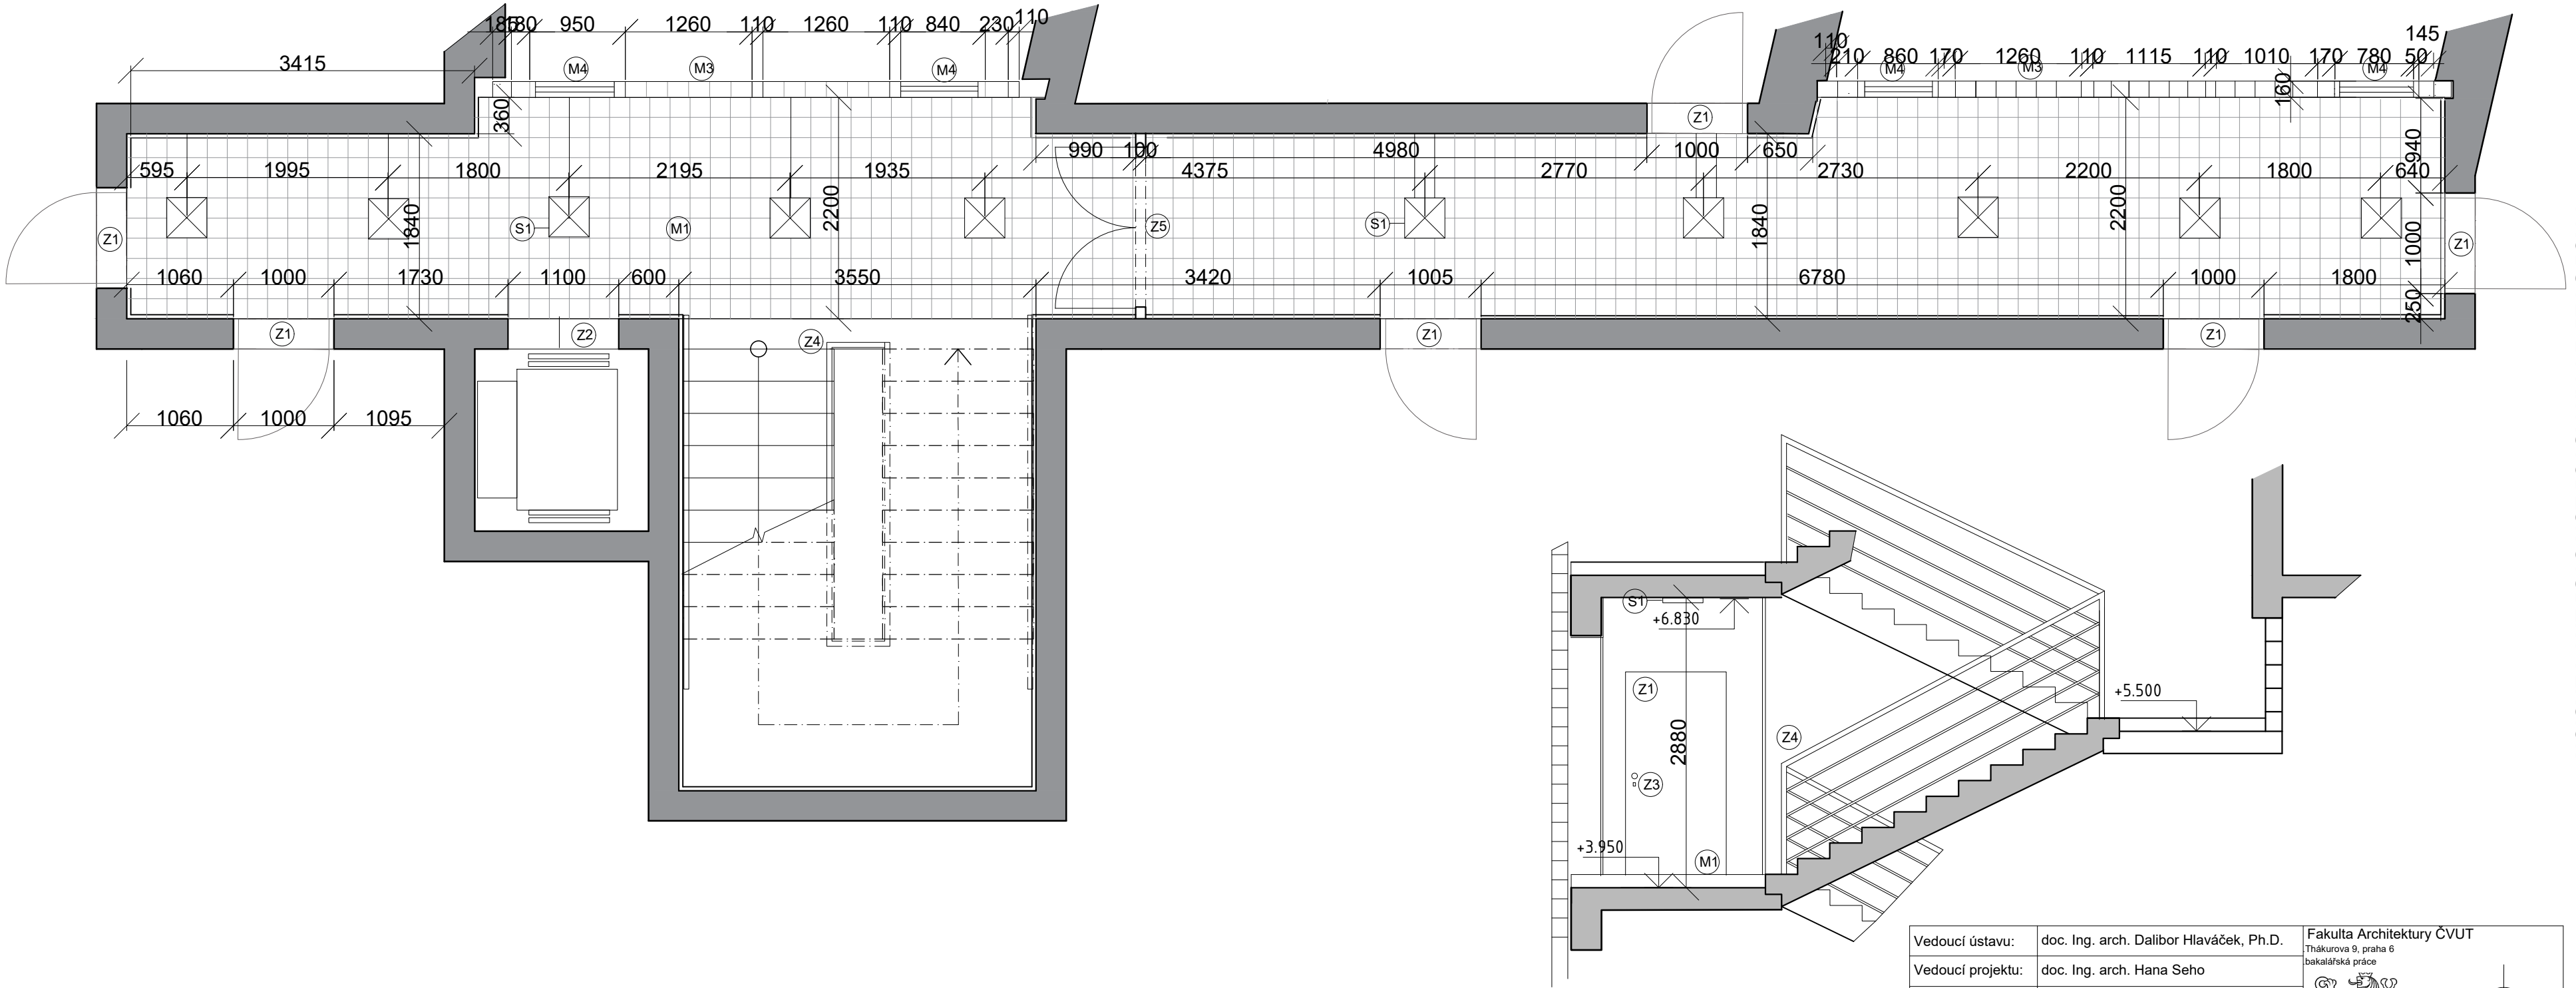 185 180 950 1260 110 1260 110 840 230 110
3415
M4 M3 M4
110 210 860 170 1260 110 1115 110 1010 170 780 50 145
M4 M3 M4
360
160
Z1
990 100 4980 1000 650
940
595 1995 1800 2195 1935 4375 2770 2730 2200 1800 640
1840 2200 1840 2200
Z1 S1 M1 Z5 S1 1000 Z1
1060 1000 1730 1100 600 3550 3420 1005 6780 1000 1800
250
Z1 Z2 Z4 Z1 Z1
1060 1000 1095
S1
+6.830
Z1
+5.500
2880
Z4
Z3
+3.950
M1
Vedoucí ústavu: doc. Ing. arch. Dalibor Hlaváček, Ph.D.
Vedoucí projektu: doc. Ing. arch. Hana Seho
Fakulta Architektury ČVUT
Thákurova 9, praha 6
bakalářská práce